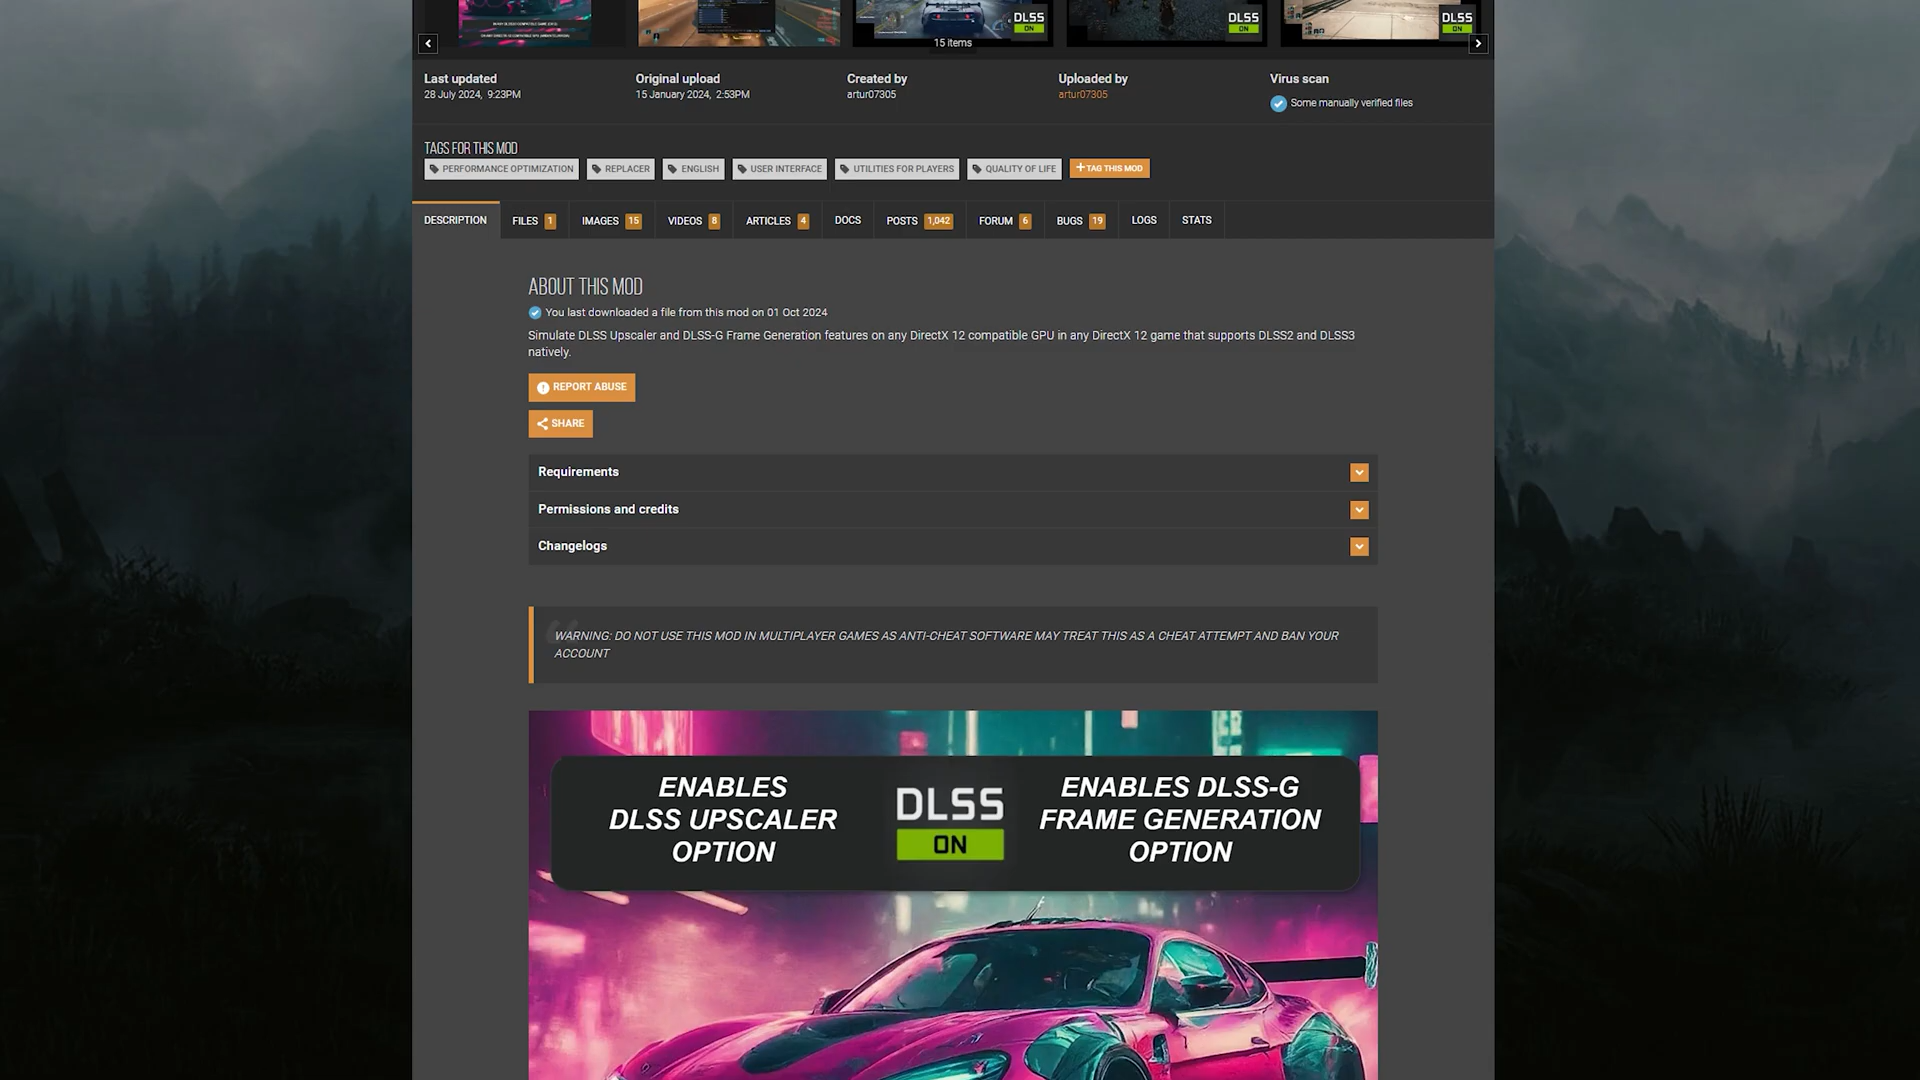 DLSS
ON
DLSS
ON
DLSS
ON
15 items
Last updated
28 July 2024, 9:23PM
Original upload
15 January 2024, 2:53PM
Created by
artur07305
Uploaded by
artur07305
Virus scan
Some manually verified files
TAGS FOR THIS MOD
PERFORMANCE OPTIMIZATION
REPLACER
ENGLISH
USER INTERFACE
UTILITIES FOR PLAYERS
QUALITY OF LIFE
+TAG THIS MOD
DESCRIPTION
FILES 1
IMAGES 15
VIDEOS 8
ARTICLES 4
DOCS
POSTS 1,042
FORUM 6
BUGS 19
LOGS
STATS
ABOUT THIS MOD
You last downloaded a file from this mod on 01 Oct 2024
Simulate DLSS Upscaler and DLSS-G Frame Generation features on any DirectX 12 compatible GPU in any DirectX 12 game that supports DLSS2 and DLSS3
natively.
REPORT ABUSE
SHARE
Requirements
Permissions and credits
Changelogs
WARNING: DO NOT USE THIS MOD IN MULTIPLAYER GAMES AS ANTI-CHEAT SOFTWARE MAY TREAT THIS AS A CHEAT ATTEMPT AND BAN YOUR
ACCOUNT
ENABLES
DLSS UPSCALER
OPTION
DLSS
ON
ENABLES DLSS-G
FRAME GENERATION
OPTION